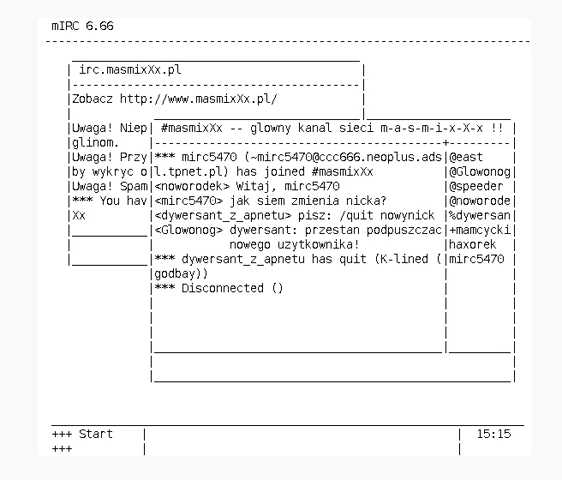 mIRC 6.66
irc.masmixXx.pl
Zobacz http://www.masmixXx.pl/
Uwaga! Niep #masmixXx -- glowny kanal sieci m-a-s-m-i-x-X-x !!
glinom.
Uwaga! Przy *** mirc5470 (~mirc5470@ccc666.neoplus.ads @east
by wykryc o l.tpnet.pl) has joined #masmixXx @Glowonog
Uwaga! Spam <noworodek> Witaj, mirc5470 @speeder
*** You hav <mirc5470> jak siem zmienia nicka? @noworode
Xx <dywersant_z_apnetu> pisz: /quit nowynick %dywersan
<Glowonog> dywersant: przestan podpuszczac +mamcycki
nowego uzytkownika! haxorek
*** dywersant_z_apnetu has quit (K-lined ( mirc5470
godbay))
*** Disconnected ()
+++ Start 15:15
+++